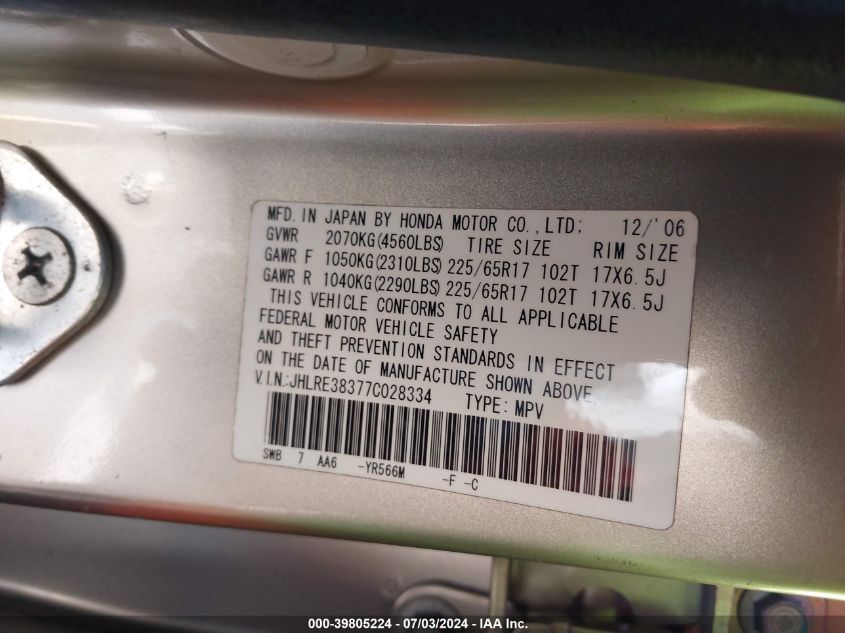 MFD. IN JAPAN BY HONDA MOTOR CO.,LTD; 12/'06
GVWR 2070KG(4560LBS) TIRE SIZE RIM SIZE
GAWR F 1050KG(2310LBS) 225/65R17 102T 17X6.5J
GAWR R 1040KG(2290LBS) 225/65R17 102T 17X6.5J
THIS VEHICLE CONFORMS TO ALL APPLICABLE
FEDERAL MOTOR VEHICLE SAFETY
AND THEFT PREVENTION STANDARDS IN EFFECT
ON THE DATE OF MANUFACTURE SHOWN ABOVE.
V.I.N.:JHLRE38377C028334 TYPE: MPV
SWB 7 AA6 -YR566M -F -C
000-39805224 - 07/03/2024 - IAA Inc.